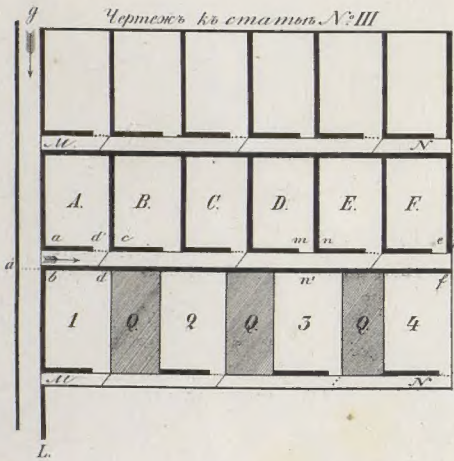 g
Чертежъ къ статьѣ № III
M N
A. B. C. D. E. F.
a d' c m n e
á b d n' f
1 Q. 2 Q. 3 Q. 4
M N
L.